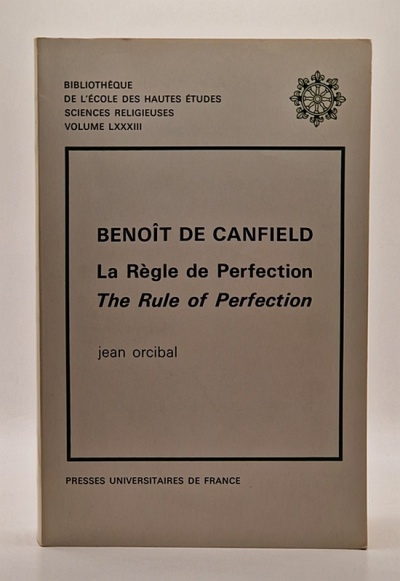 BIBLIOTHÈQUE
DE L'ÉCOLE DES HAUTES ÉTUDES
SCIENCES RELIGIEUSES
VOLUME LXXXIII
BENOÎT DE CANFIELD
La Règle de Perfection
The Rule of Perfection
jean orcibal
PRESSES UNIVERSITAIRES DE FRANCE